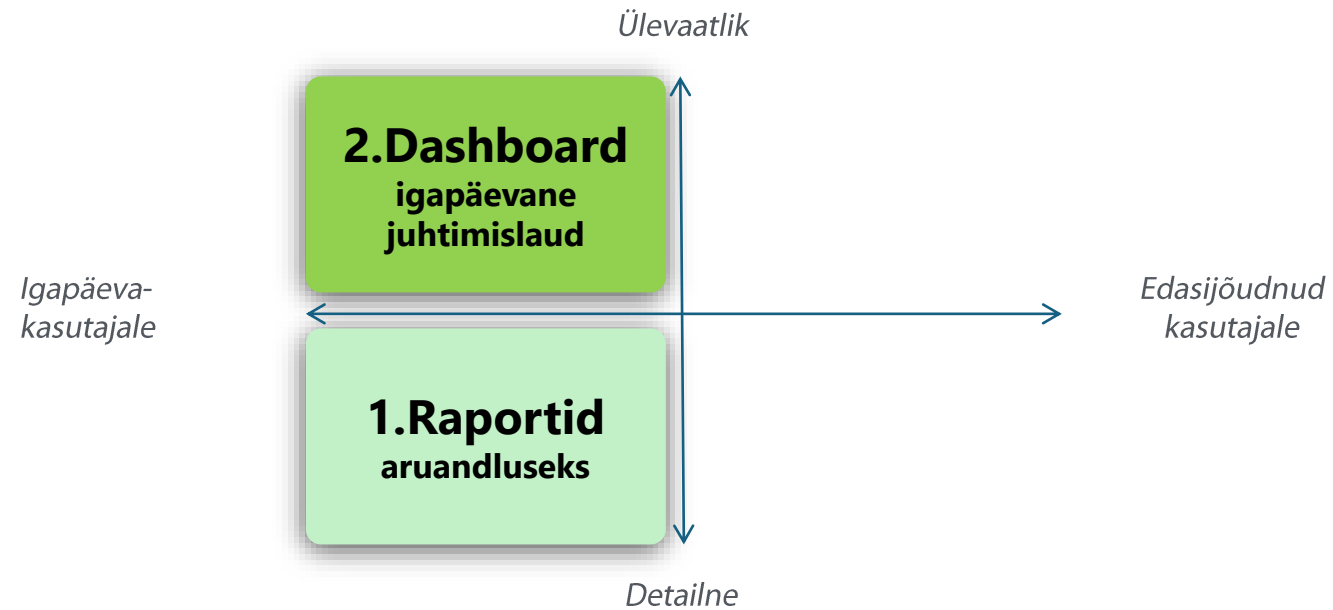 Ülevaatlik
2.Dashboard
igapäevane
juhtimislaud
Igapäeva-
kasutajale
Edasijõudnud
kasutajale
1.Raportid
aruandluseks
Detailne